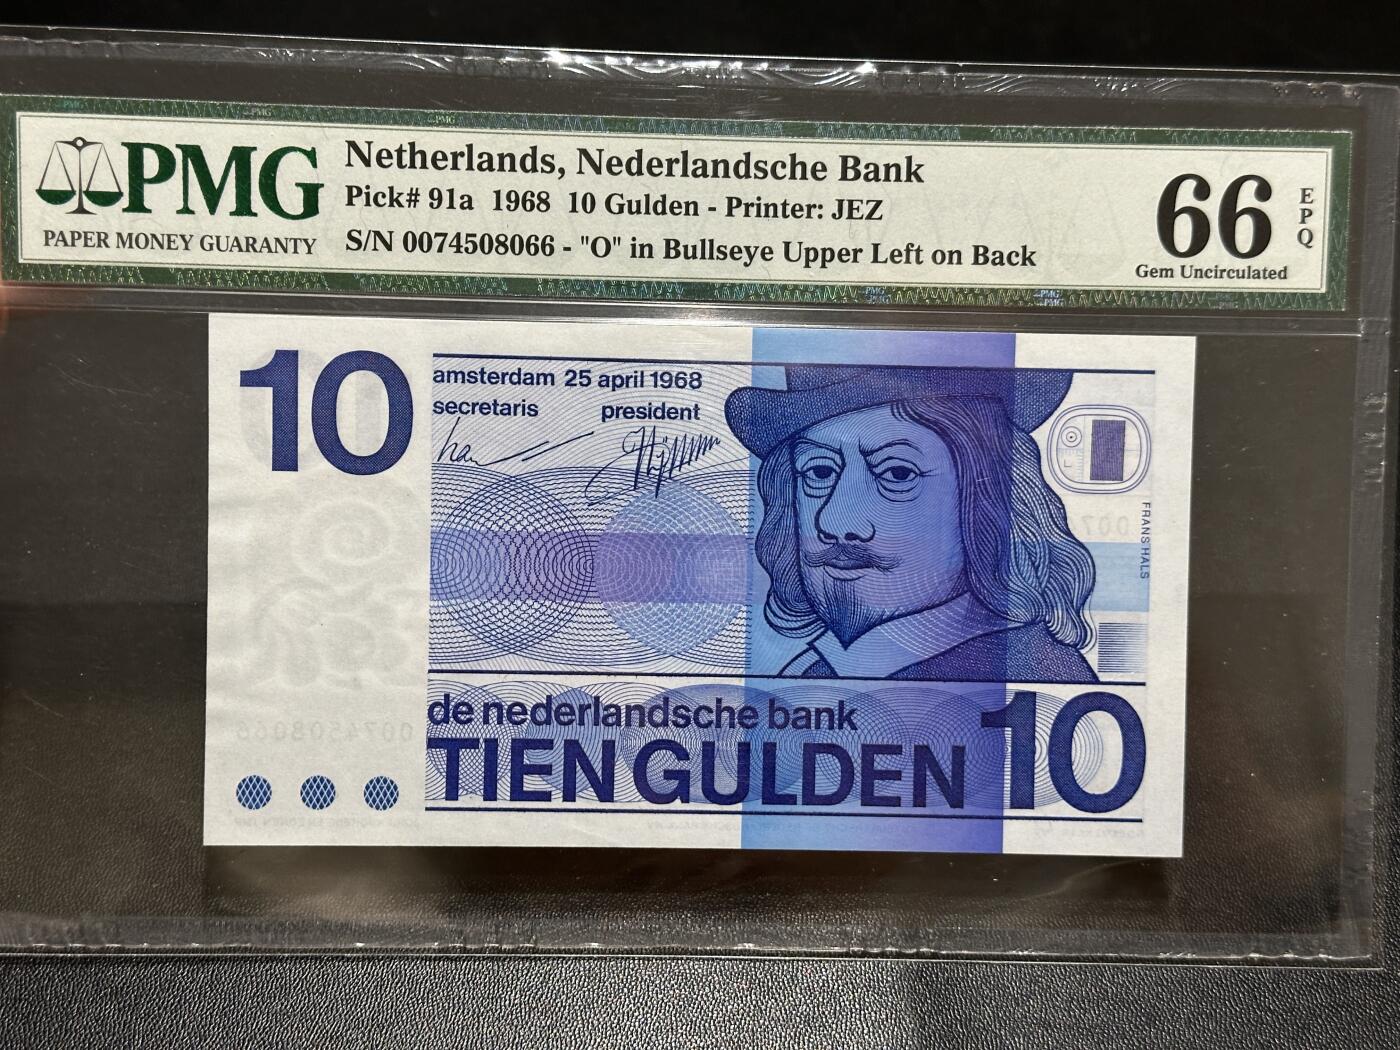 PMG
PAPER MONEY GUARANTY
Netherlands, Nederlandsche Bank
Pick# 91a 1968 10 Gulden - Printer: JEZ
S/N 0074508066 - "O" in Bullseye Upper Left on Back
66
EPQ
Gem Uncirculated
10
amsterdam 25 april 1968
secretaris president
FRANS HALS
de nederlandsche bank
TIEN GULDEN
10
0074508066